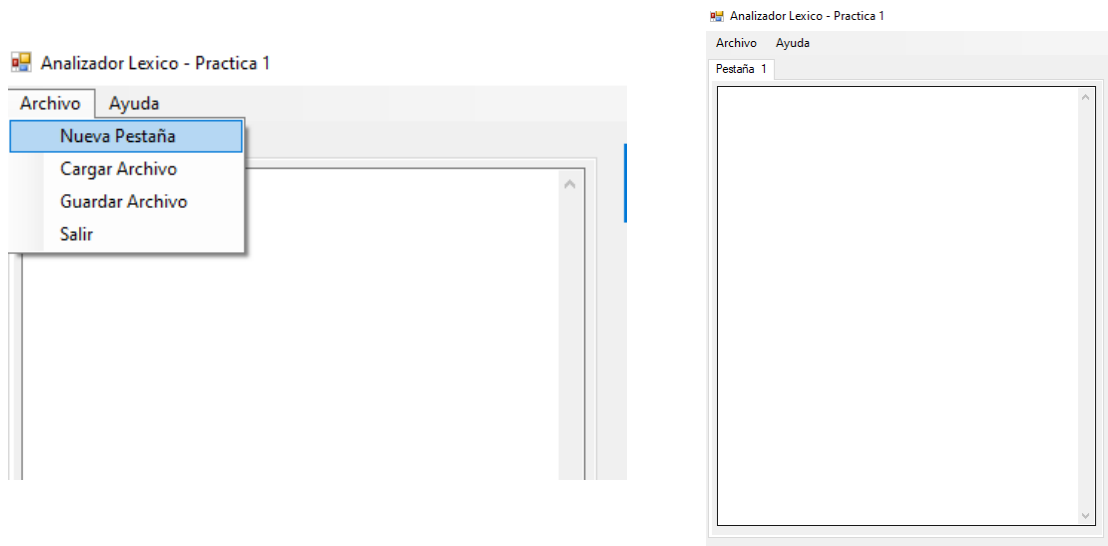 Analizador Lexico - Practica 1
Archivo Ayuda
Nueva Pestaña
Cargar Archivo
Guardar Archivo
Salir
Analizador Lexico - Practica 1
Archivo Ayuda
Pestaña 1